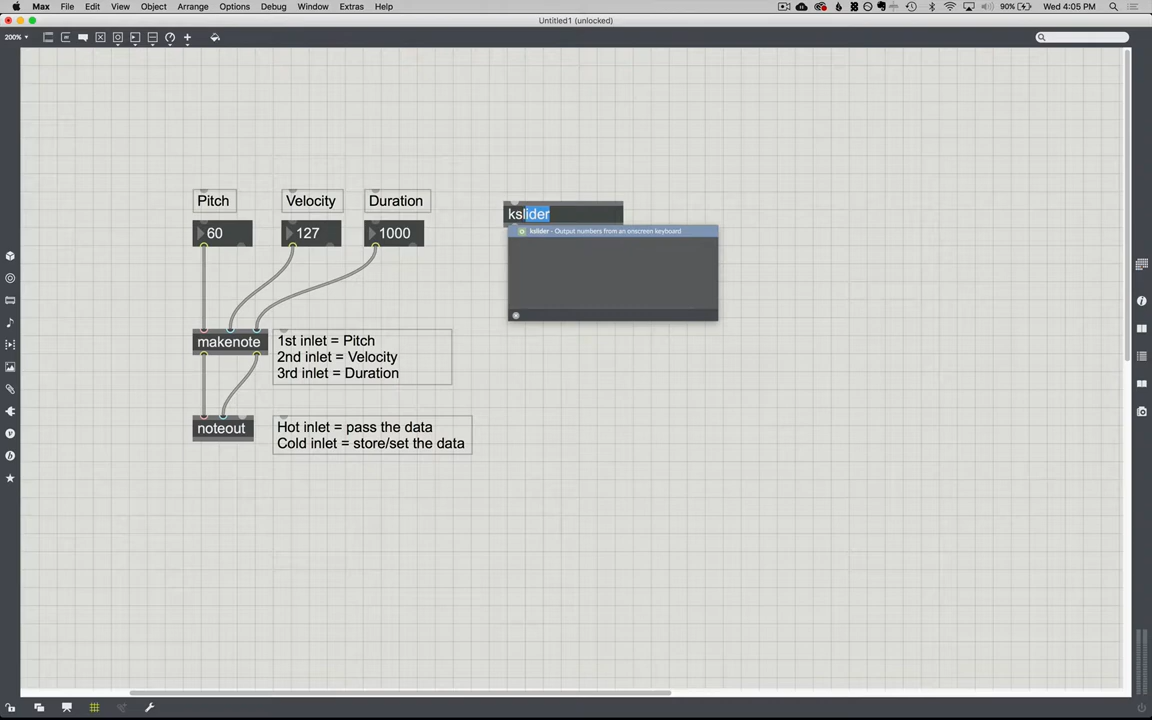 Max File Edit View Object Arrange Options Debug Window Extras Help
90% Wed 4:05 PM
Untitled1 (unlocked)
200%
Pitch Velocity Duration
60 127 1000
kslider
kslider - Output numbers from an onscreen keyboard
makenote
1st inlet = Pitch
2nd inlet = Velocity
3rd inlet = Duration
noteout
Hot inlet = pass the data
Cold inlet = store/set the data